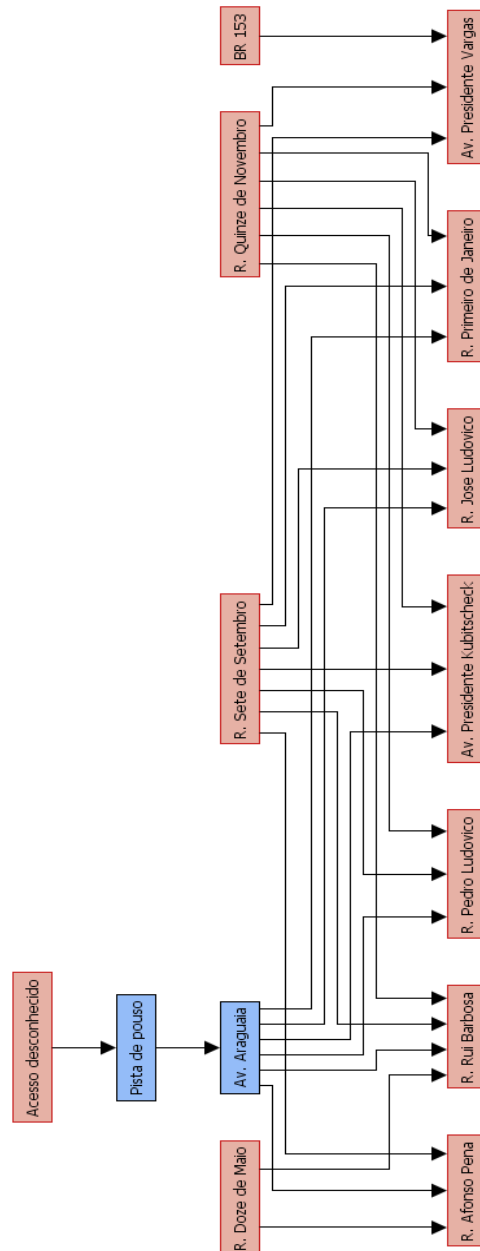 Acesso desconhecido
Pista de pouso
R. Doze de Maio
Av. Araguaia
R. Sete de Setembro
R. Quinze de Novembro
BR 153
R. Afonso Pena
R. Rui Barbosa
R. Pedro Ludovico
Av. Presidente Kubitscheck
R. Jose Ludovico
R. Primeiro de Janeiro
Av. Presidente Vargas